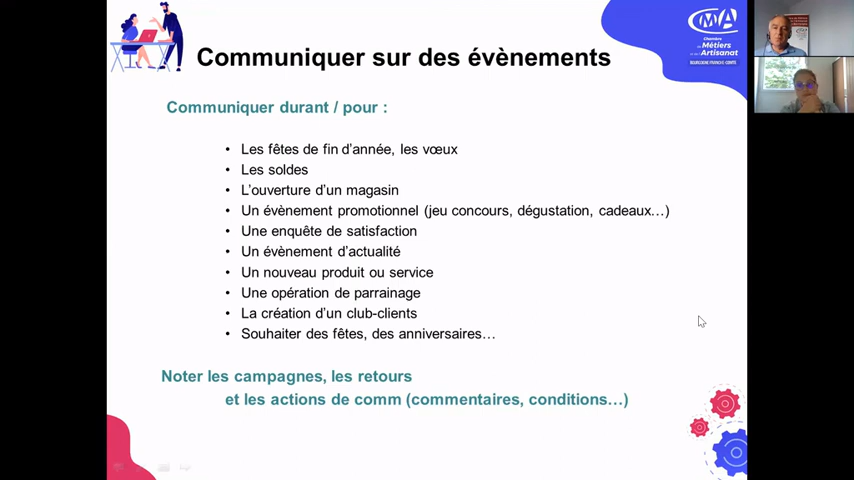 Communiquer sur des évènements
CMA
Chambre
de Métiers
et de l'Artisanat
BOURGOGNE-FRANCHE-COMTÉ
Communiquer durant / pour :
• Les fêtes de fin d'année, les vœux
• Les soldes
• L'ouverture d'un magasin
• Un évènement promotionnel (jeu concours, dégustation, cadeaux…)
• Une enquête de satisfaction
• Un évènement d'actualité
• Un nouveau produit ou service
• Une opération de parrainage
• La création d'un club-clients
• Souhaiter des fêtes, des anniversaires…
Noter les campagnes, les retours
et les actions de comm (commentaires, conditions…)